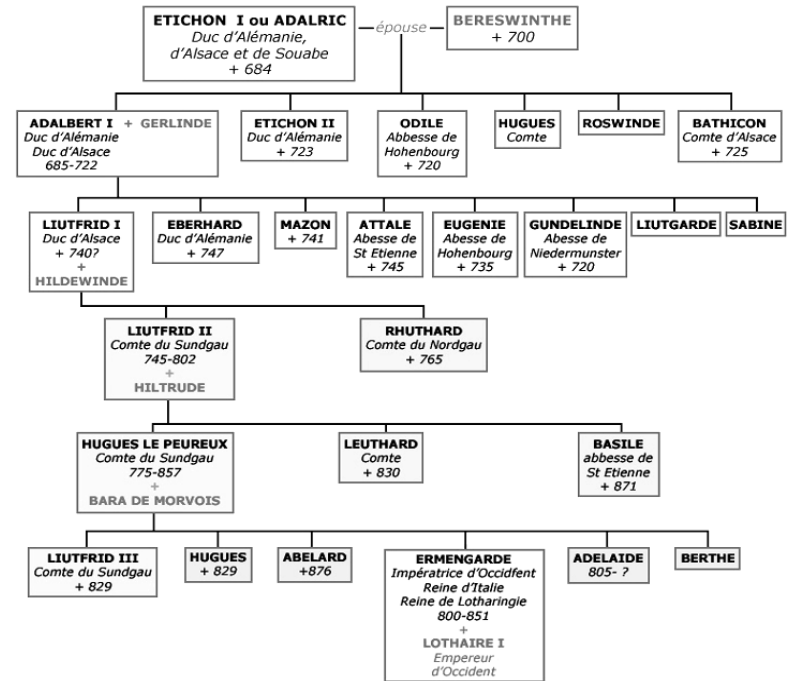 ETICHON I ou ADALRIC
Duc d'Alémanie,
d'Alsace et de Souabe
+ 684
épouse
BERESWINTHE
+ 700
ADALBERT I + GERLINDE
Duc d'Alémanie
Duc d'Alsace
685-722
ETICHON II
Duc d'Alémanie
+ 723
ODILE
Abbesse de
Hohenbourg
+ 720
HUGUES
Comte
ROSWINDE
BATHICON
Comte d'Alsace
+ 725
LIUTFRID I
Duc d'Alsace
+ 740?
+
HILDEWINDE
EBERHARD
Duc d'Alémanie
+ 747
MAZON
+ 741
ATTALE
Abesse de
St Etienne
+ 745
EUGENIE
Abesse de
Hohenbourg
+ 735
GUNDELINDE
Abesse de
Niedermunster
+ 720
LIUTGARDE
SABINE
LIUTFRID II
Comte du Sundgau
745-802
+
HILTRUDE
RHUTHARD
Comte du Nordgau
+ 765
HUGUES LE PEUREUX
Comte du Sundgau
775-857
+
BARA DE MORVOIS
LEUTHARD
Comte
+ 830
BASILE
abbesse de
St Etienne
+ 871
LIUTFRID III
Comte du Sundgau
+ 829
HUGUES
+ 829
ABELARD
+876
ERMENGARDE
Impératrice d'Occidfent
Reine d'Italie
Reine de Lotharingie
800-851
+
LOTHAIRE I
Empereur
d'Occident
ADELAIDE
805- ?
BERTHE